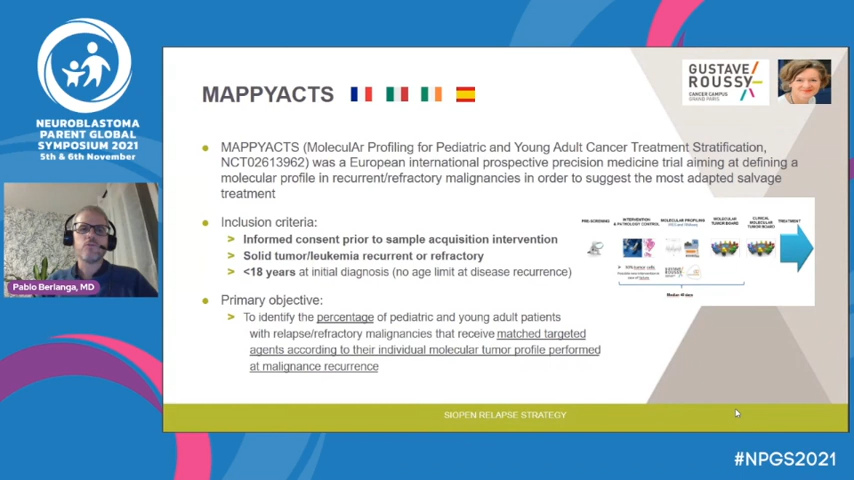 NEUROBLASTOMA
PARENT GLOBAL
SYMPOSIUM 2021
5th & 6th November
Pablo Berlanga, MD
MAPPYACTS
GUSTAVE
ROUSSY
CANCER CAMPUS
GRAND PARIS
MAPPYACTS (MoleculAr Profiling for Pediatric and Young Adult Cancer Treatment Stratification,
NCT02613962) was a European international prospective precision medicine trial aiming at defining a
molecular profile in recurrent/refractory malignancies in order to suggest the most adapted salvage
treatment
Inclusion criteria:
Informed consent prior to sample acquisition intervention
Solid tumor/leukemia recurrent or refractory
<18 years at initial diagnosis (no age limit at disease recurrence)
Primary objective:
To identify the percentage of pediatric and young adult patients
with relapse/refractory malignancies that receive matched targeted
agents according to their individual molecular tumor profile performed
at malignance recurrence
PRE-SCREENING
INTERVENTION
& PATHOLOGY CONTROL
MOLECULAR PROFILING
MOLECULAR
TUMOR BOARD
CLINICAL
MOLECULAR
TUMOR BOARD
TREATMENT
SIOPEN RELAPSE STRATEGY
#NPGS2021